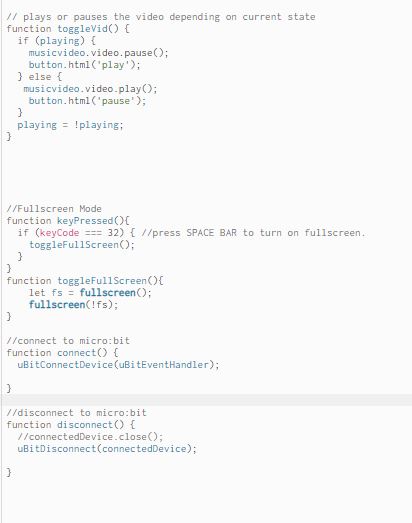 // plays or pauses the video depending on current state
function toggleVid() {
  if (playing) {
    musicvideo.video.pause();
    button.html('play');
  } else {
   musicvideo.video.play();
    button.html('pause');
  }
  playing = !playing;
}
//Fullscreen Mode
function keyPressed(){
  if (keyCode === 32) { //press SPACE BAR to turn on fullscreen.
    toggleFullScreen();
  }
}
function toggleFullScreen(){
    let fs = fullscreen();
    fullscreen(!fs);
}
//connect to micro:bit
function connect() {
  uBitConnectDevice(uBitEventHandler);
}
//disconnect to micro:bit
function disconnect() {
  //connectedDevice.close();
  uBitDisconnect(connectedDevice);
}